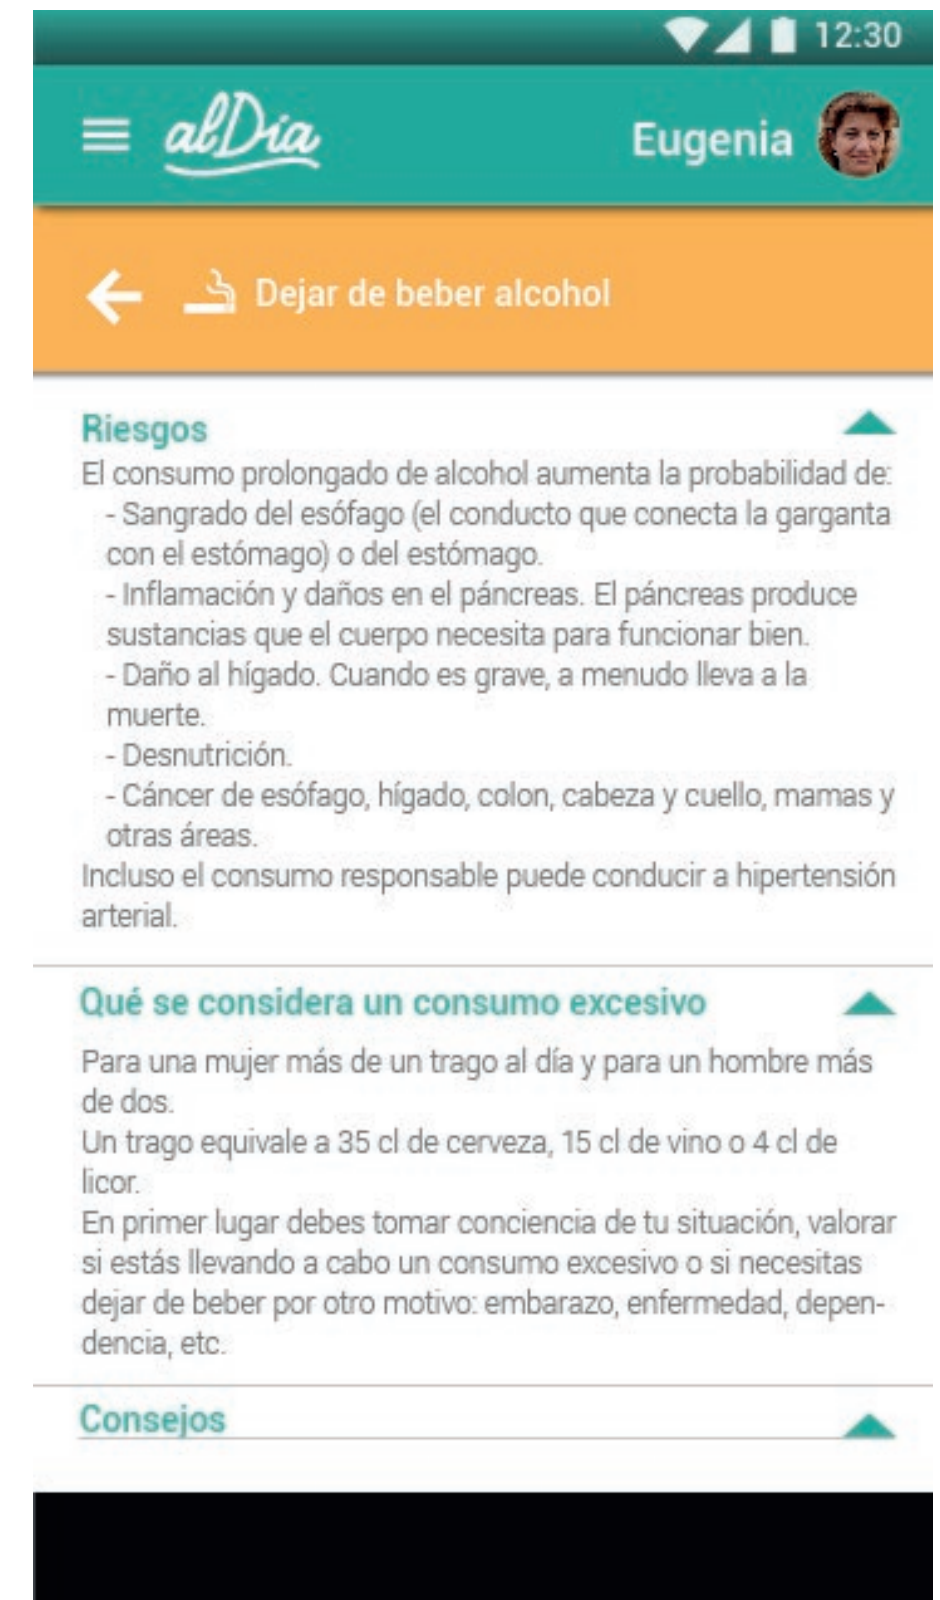 12:30
alDía
Eugenia
Dejar de beber alcohol
Riesgos
El consumo prolongado de alcohol aumenta la probabilidad de:
- Sangrado del esófago (el conducto que conecta la garganta
con el estómago) o del estómago.
- Inflamación y daños en el páncreas. El páncreas produce
sustancias que el cuerpo necesita para funcionar bien.
- Daño al hígado. Cuando es grave, a menudo lleva a la
muerte.
- Desnutrición.
- Cáncer de esófago, hígado, colon, cabeza y cuello, mamas y
otras áreas.
Incluso el consumo responsable puede conducir a hipertensión
arterial.
Qué se considera un consumo excesivo
Para una mujer más de un trago al día y para un hombre más
de dos.
Un trago equivale a 35 cl de cerveza, 15 cl de vino o 4 cl de
licor.
En primer lugar debes tomar conciencia de tu situación, valorar
si estás llevando a cabo un consumo excesivo o si necesitas
dejar de beber por otro motivo: embarazo, enfermedad, depen-
dencia, etc.
Consejos